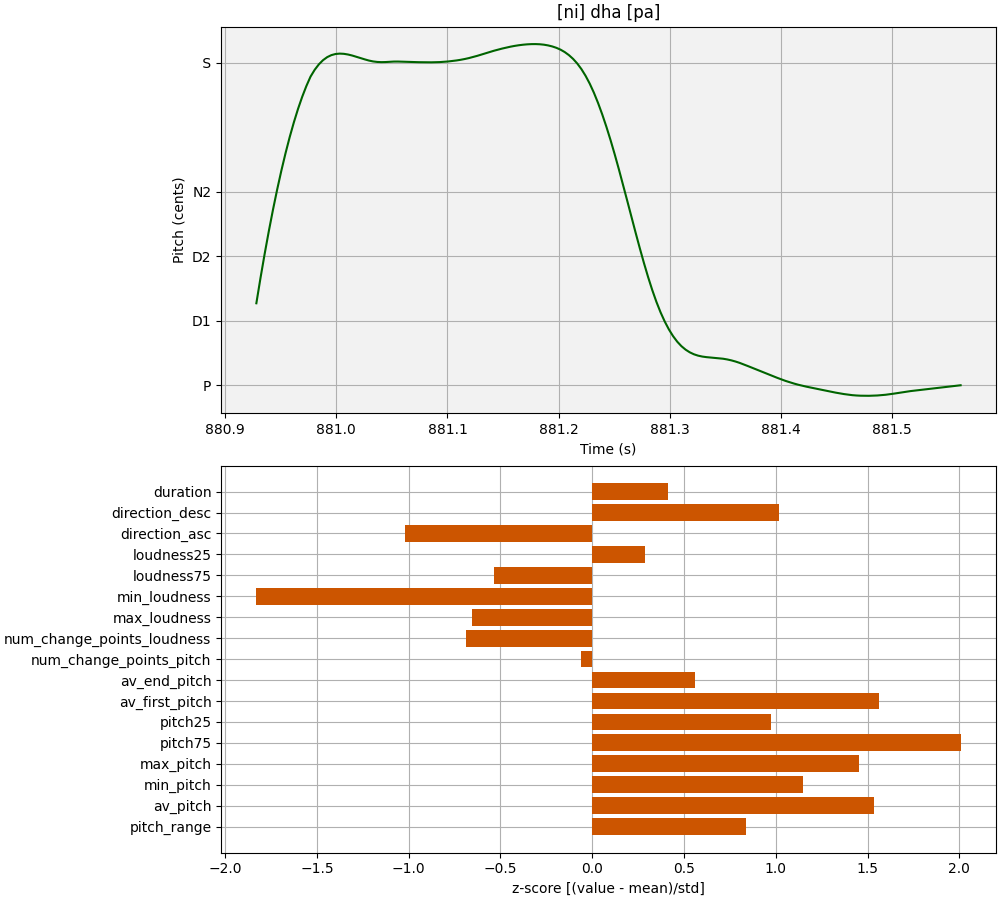 [ni] dha [pa]
Pitch (cents)
S
N2
D2
D1
P
880.9 881.0 881.1 881.2 881.3 881.4 881.5
Time (s)
duration
direction_desc
direction_asc
loudness25
loudness75
min_loudness
max_loudness
num_change_points_loudness
num_change_points_pitch
av_end_pitch
av_first_pitch
pitch25
pitch75
max_pitch
min_pitch
av_pitch
pitch_range
−2.0 −1.5 −1.0 −0.5 0.0 0.5 1.0 1.5 2.0
z-score [(value - mean)/std]